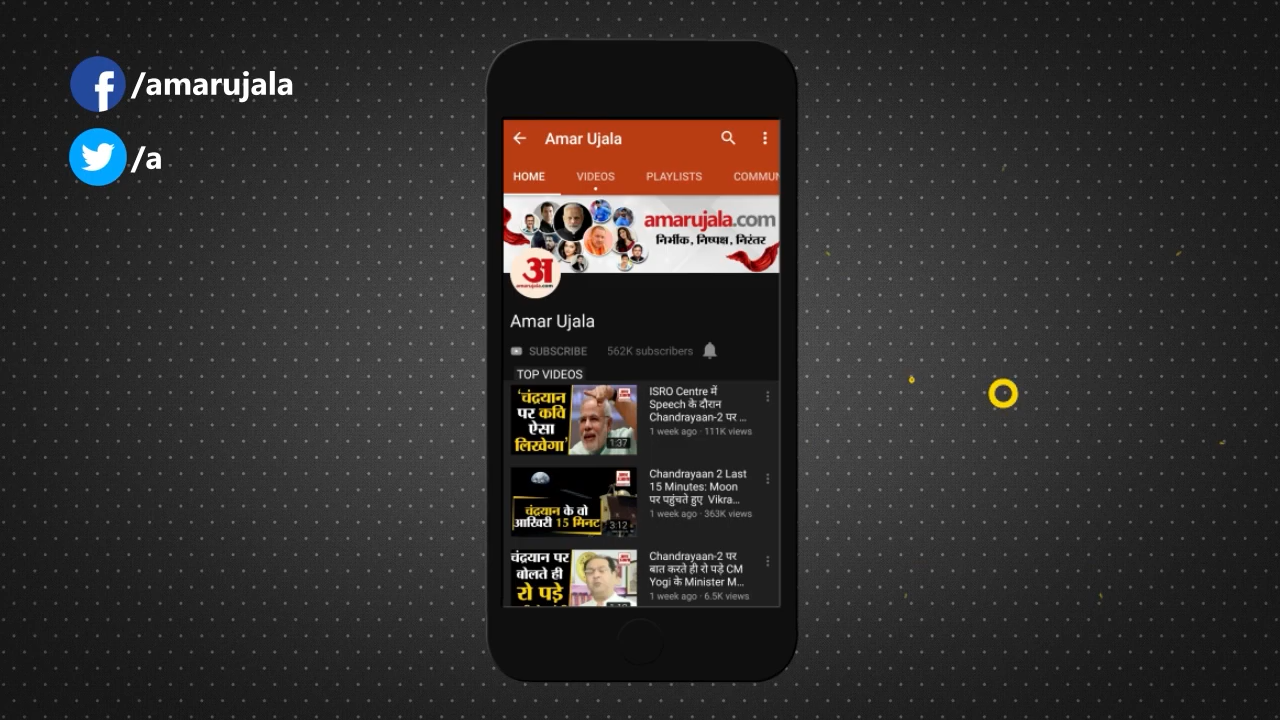 /amarujala
/a
Amar Ujala
HOME VIDEOS PLAYLISTS COMMUN
amarujala.com
निर्भीक, निष्पक्ष, निरंतर
अ
amarujala.com
Amar Ujala
SUBSCRIBE 562K subscribers
TOP VIDEOS
'चंद्रयान
पर कवि
ऐसा
लिखेगा'
1:37
ISRO Centre में
Speech के दौरान
Chandrayaan-2 पर ...
1 week ago · 111K views
चंद्रयान के वो
आखिरी 15 मिनट
3:12
Chandrayaan 2 Last
15 Minutes: Moon
पर पहुंचते हुए Vikra...
1 week ago · 363K views
चंद्रयान पर
बोलते ही
रो पड़े
Chandrayaan-2 पर
बात करते ही रो पड़े CM
Yogi के Minister M...
1 week ago · 6.5K views